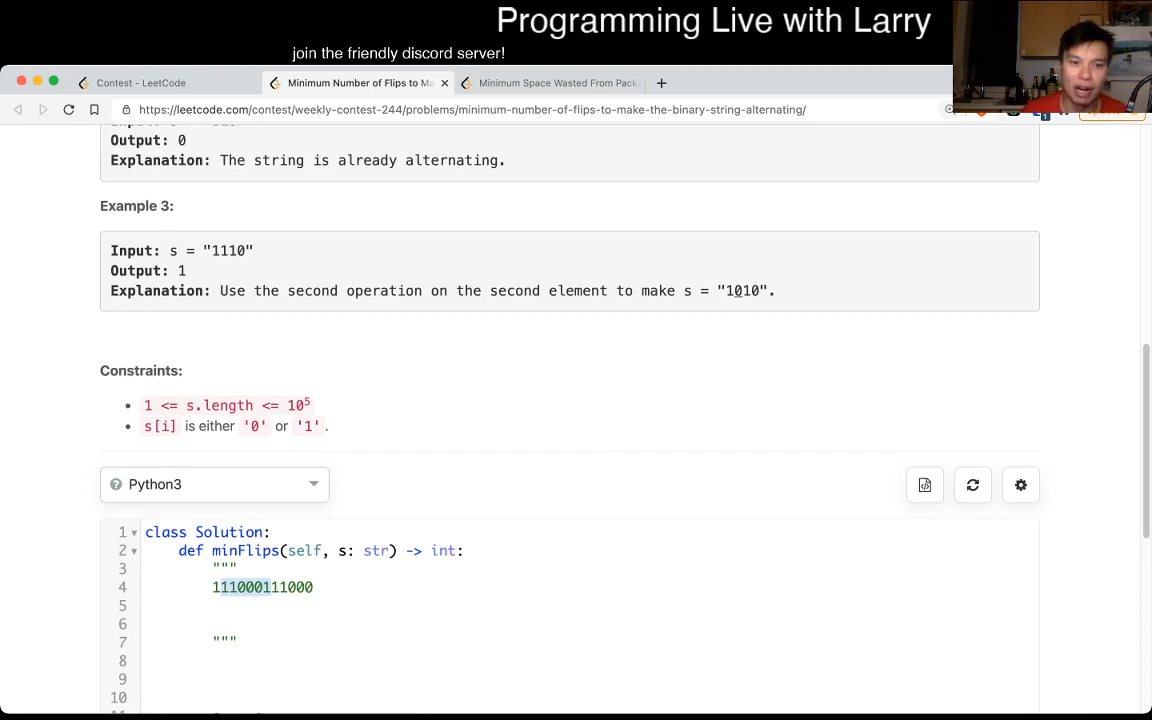 Programming Live with Larry
join the friendly discord server!
Contest - LeetCode
Minimum Number of Flips to Ma
Minimum Space Wasted From Pack
https://leetcode.com/contest/weekly-contest-244/problems/minimum-number-of-flips-to-make-the-binary-string-alternating/
Output: 0
Explanation: The string is already alternating.
Example 3:
Input: s = "1110"
Output: 1
Explanation: Use the second operation on the second element to make s = "1010".
Constraints:
1 <= s.length <= 10⁵
s[i] is either '0' or '1'.
Python3
1 class Solution:
2 def minFlips(self, s: str) -> int:
3 """
4 111000111000
5
6
7 """
8
9
10